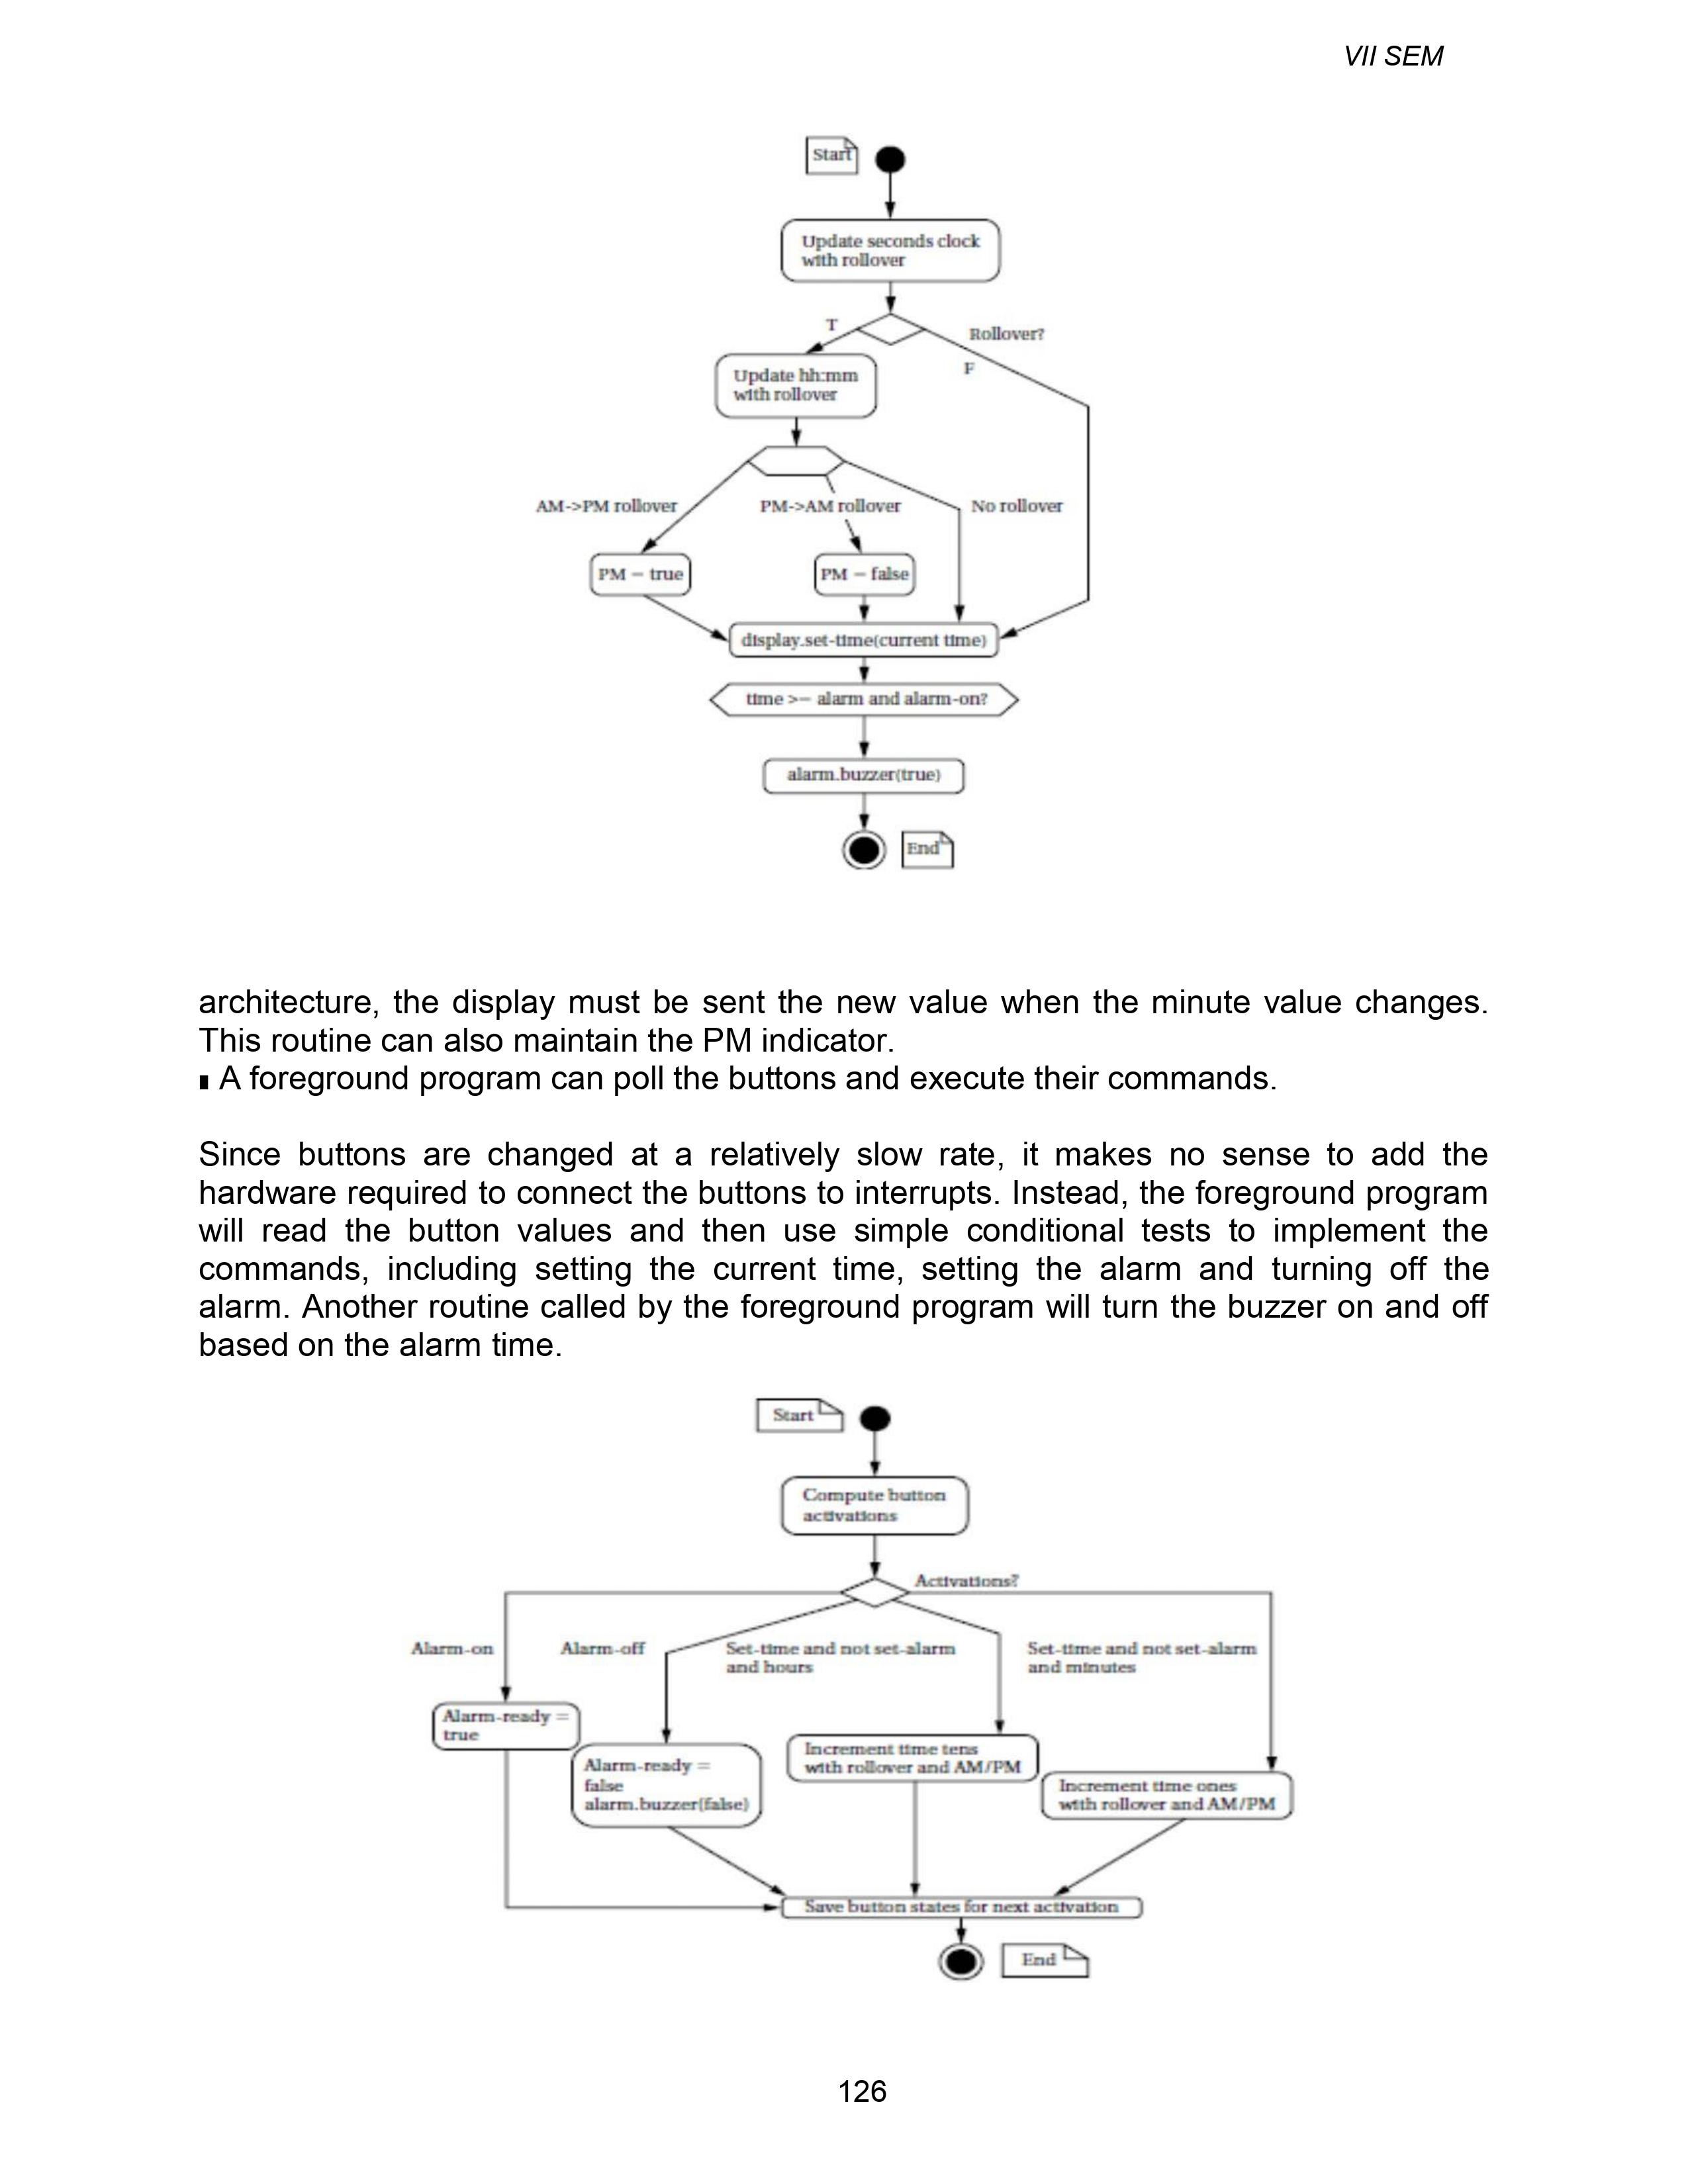 VII SEM
Start
Update seconds clock
with rollover
T
Rollover?
F
Update hh:mm
with rollover
AM->PM rollover
PM->AM rollover
No rollover
PM = true
PM = false
display.set-time(current time)
time >= alarm and alarm-on?
alarm.buzzer(true)
End
architecture, the display must be sent the new value when the minute value changes.
This routine can also maintain the PM indicator.
∎ A foreground program can poll the buttons and execute their commands.
Since buttons are changed at a relatively slow rate, it makes no sense to add the
hardware required to connect the buttons to interrupts. Instead, the foreground program
will read the button values and then use simple conditional tests to implement the
commands, including setting the current time, setting the alarm and turning off the
alarm. Another routine called by the foreground program will turn the buzzer on and off
based on the alarm time.
Start
Compute button
activations
Activations?
Alarm-on
Alarm-off
Set-time and not set-alarm
and hours
Set-time and not set-alarm
and minutes
Alarm-ready =
true
Alarm-ready =
false
alarm.buzzer(false)
Increment time tens
with rollover and AM/PM
Increment time ones
with rollover and AM/PM
Save button states for next activation
End
126